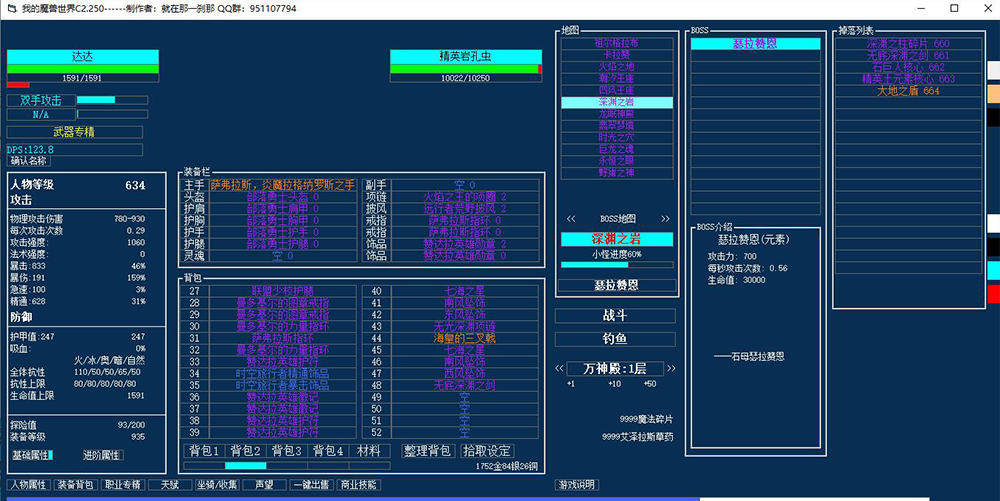 我的魔兽世界C2.250------制作者：就在那一刹那 QQ群：951107794
达达
1591/1591
双手攻击
N/A
武器专精
DPS:123.8
确认名称
精英岩孔虫
10022/10250
人物等级 634
攻击
物理攻击伤害 780-930
每次攻击次数 0.29
攻击强度: 1060
法术强度: 0
暴击:833 46%
暴伤:191 159%
急速:100 3%
精通:628 31%
防御
护甲值:247 247
吸血: 0%
火/冰/奥/暗/自然
全体抗性 110/50/50/65/50
抗性上限 80/80/80/80/80
生命值上限 1591
探险值 93/200
装备等级 935
基础属性 进阶属性
装备栏
主手 萨弗拉斯，炎魔拉格纳罗斯之手 副手 空 0
头盔 部落勇士头盔 0 项链 火焰之王的项圈 2
护肩 部落勇士肩甲 0 披风 远行者荒野披风 2
护胸 部落勇士胸甲 0 戒指 萨弗拉斯指环 0
护手 部落勇士护手 0 戒指 萨弗拉斯指环 0
护腿 部落勇士护腿 0 饰品 赞达拉英雄勋章 2
灵魂 空 0 饰品 赞达拉英雄勋章 0
背包
27 联盟少校护腿 40 七海之星
28 曼多基尔的图章戒指 41 南风坠饰
29 曼多基尔的图章戒指 42 东风坠饰
30 曼多基尔的力量指环 43 无光深渊项链
31 萨弗拉斯指环 44 海皇的三叉戟
32 曼多基尔的力量指环 45 七海之星
33 赞达拉英雄护符 46 南风坠饰
34 时空旅行者精通饰品 47 西风坠饰
35 时空旅行者暴击饰品 48 无底深渊之剑
36 赞达拉英雄徽记 49 空
37 赞达拉英雄徽记 50 空
38 赞达拉英雄护符 51 空
39 赞达拉英雄护符 52 空
背包1 背包2 背包3 背包4 材料 整理背包 拾取设定
1752金84银26铜
地图
祖尔格拉布
卡拉赞
火焰之地
潮汐王座
四风王座
深渊之岩
龙眠神殿
翡翠梦境
时光之穴
巨龙之魂
永恒之眼
野猪之神
<< BOSS地图 >>
深渊之岩
小怪进度60%
瑟拉赞恩
战斗
钓鱼
<< 万神殿:1层 >>
+1 +10 +50
9999魔法碎片
9999艾泽拉斯草药
BOSS
瑟拉赞恩
BOSS介绍
瑟拉赞恩(元素)
攻击力: 700
每秒攻击次数: 0.56
生命值: 30000
——石母瑟拉赞恩
掉落列表
深渊之柱碎片 660
无底深渊之剑 661
石巨人核心 662
精英土元素核心 663
大地之盾 664
人物属性 装备背包 职业专精 天赋 坐骑/收集 声望 一键出售 商业技能 游戏说明